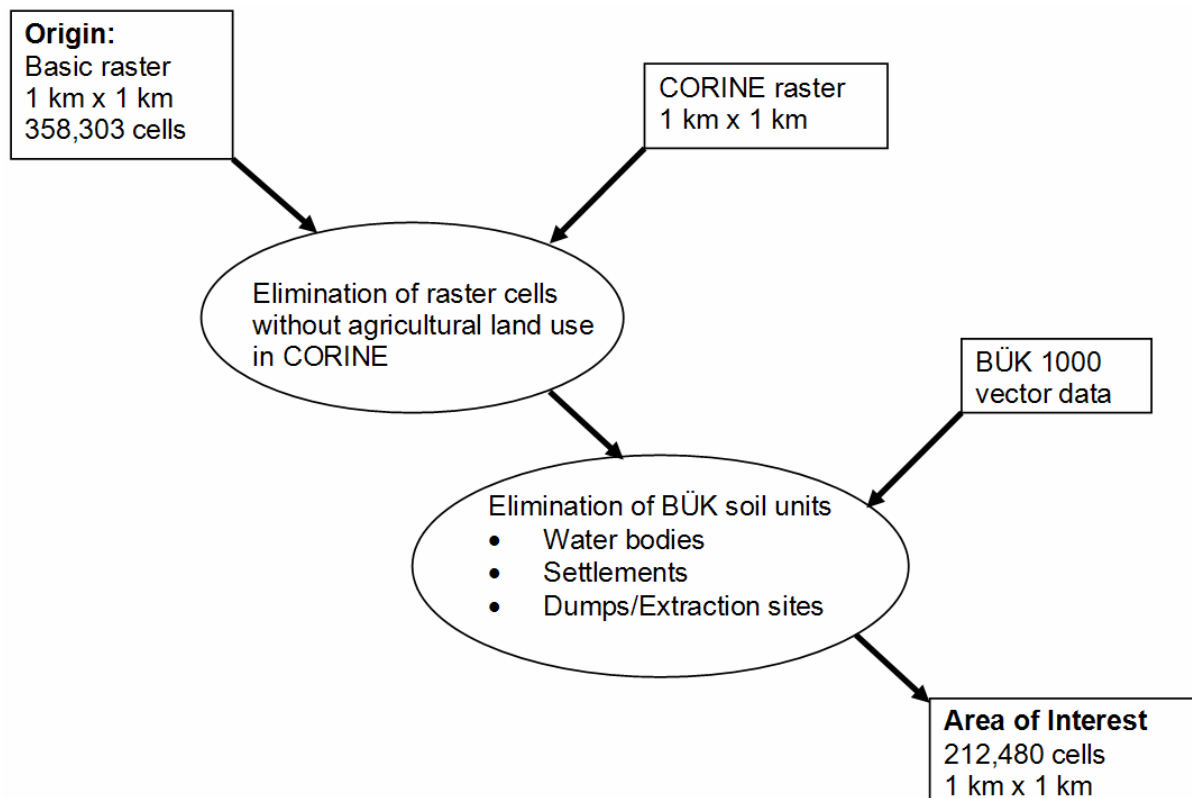 Origin:
Basic raster
1 km x 1 km
358,303 cells
CORINE raster
1 km x 1 km
Elimination of raster cells
without agricultural land use
in CORINE
BÜK 1000
vector data
Elimination of BÜK soil units
• Water bodies
• Settlements
• Dumps/Extraction sites
Area of Interest
212,480 cells
1 km x 1 km